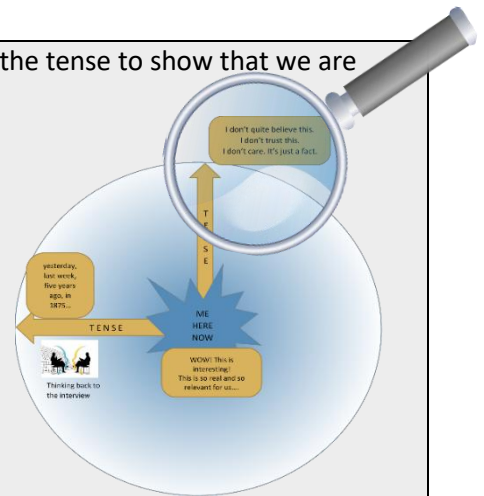 the tense to show that we are
I don't quite believe this.
I don't trust this.
I don't care. It's just a fact.
T
E
N
S
E
yesterday,
last week,
five years
ago, in
1875...
TENSE
ME
HERE
NOW
WOW! This is
interesting!
This is so real and so
relevant for us....
Thinking back to
the interview